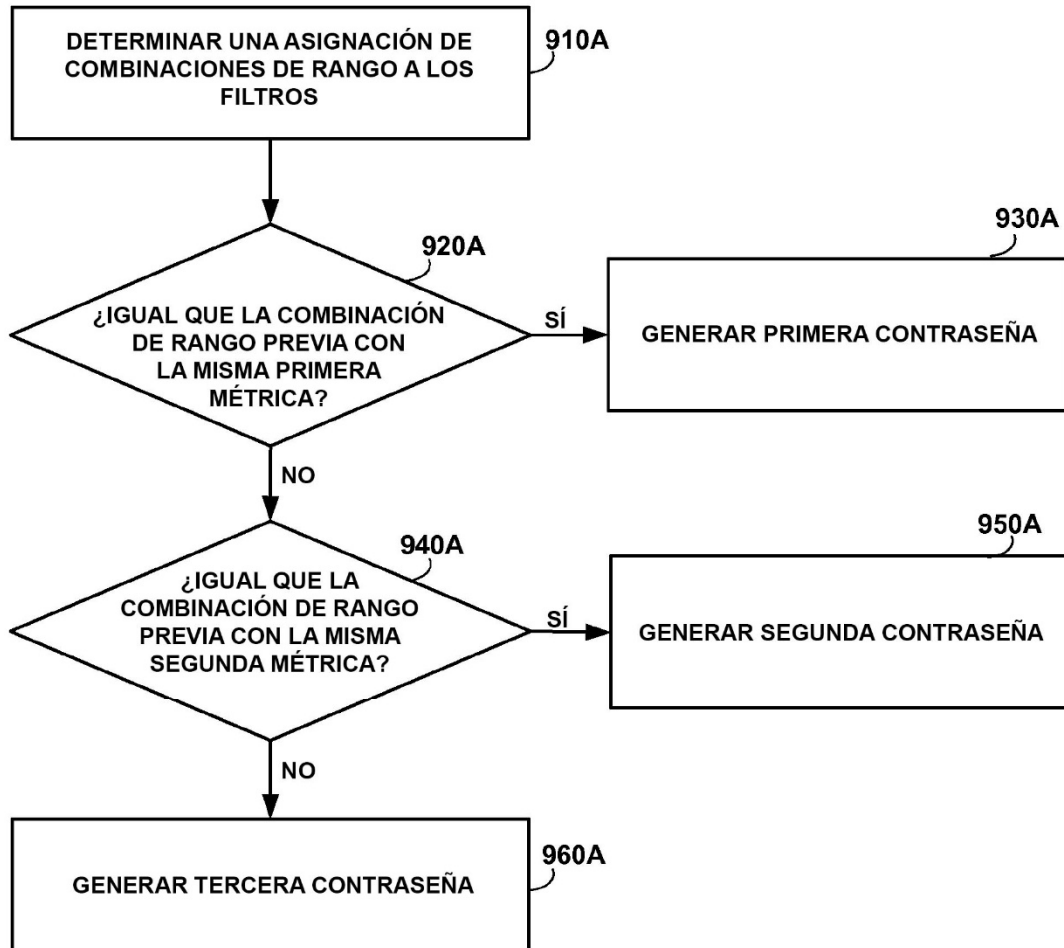 DETERMINAR UNA ASIGNACIÓN DE
COMBINACIONES DE RANGO A LOS
FILTROS
910A
920A
¿IGUAL QUE LA COMBINACIÓN
DE RANGO PREVIA CON
LA MISMA PRIMERA
MÉTRICA?
SÍ
930A
GENERAR PRIMERA CONTRASEÑA
NO
940A
¿IGUAL QUE LA
COMBINACIÓN DE RANGO
PREVIA CON LA MISMA
SEGUNDA MÉTRICA?
SÍ
950A
GENERAR SEGUNDA CONTRASEÑA
NO
960A
GENERAR TERCERA CONTRASEÑA